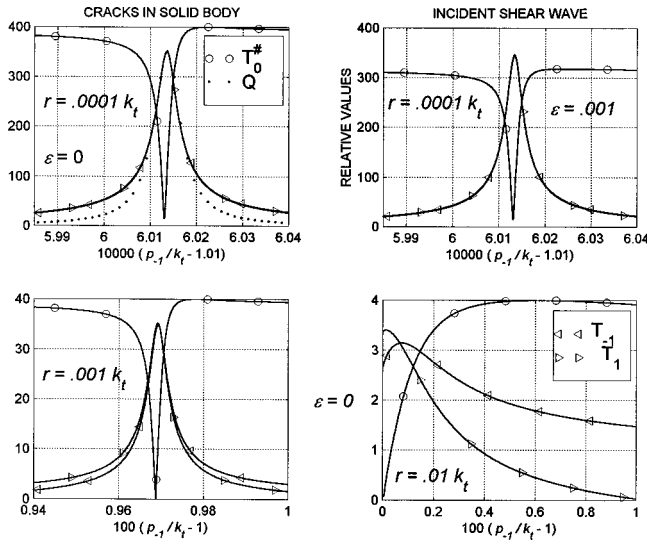 CRACKS IN SOLID BODY
400
300
200
100
0
T₀^#
Q
r = .0001 kₜ
ε = 0
5.99 6 6.01 6.02 6.03 6.04
10000 (p₋₁/kₜ - 1.01)
INCIDENT SHEAR WAVE
RELATIVE VALUES
400
300
200
100
0
r = .0001 kₜ
ε = .001
5.99 6 6.01 6.02 6.03 6.04
10000 (p₋₁/kₜ - 1.01)
40
30
20
10
0
r = .001 kₜ
0.94 0.96 0.98 1
100 (p₋₁/kₜ - 1)
4
3
2
1
0
T₋₁
T₁
ε = 0
r = .01 kₜ
0 0.2 0.4 0.6 0.8 1
100 (p₋₁/kₜ - 1)